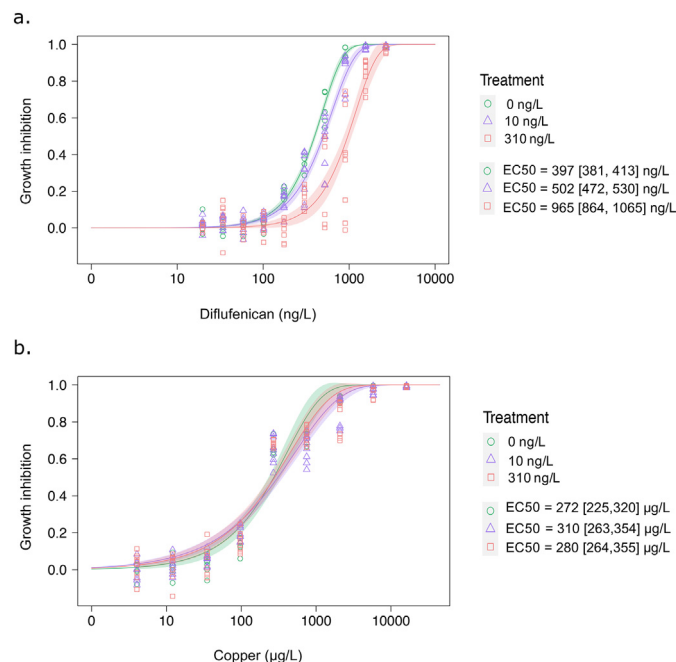 a.
Growth inhibition
1.0
0.8
0.6
0.4
0.2
0.0
0 10 100 1000 10000
Diflufenican (ng/L)
Treatment
0 ng/L
10 ng/L
310 ng/L
EC50 = 397 [381, 413] ng/L
EC50 = 502 [472, 530] ng/L
EC50 = 965 [864, 1065] ng/L
b.
Growth inhibition
1.0
0.8
0.6
0.4
0.2
0.0
0 10 100 1000 10000
Copper (µg/L)
Treatment
0 ng/L
10 ng/L
310 ng/L
EC50 = 272 [225,320] µg/L
EC50 = 310 [263,354] µg/L
EC50 = 280 [264,355] µg/L